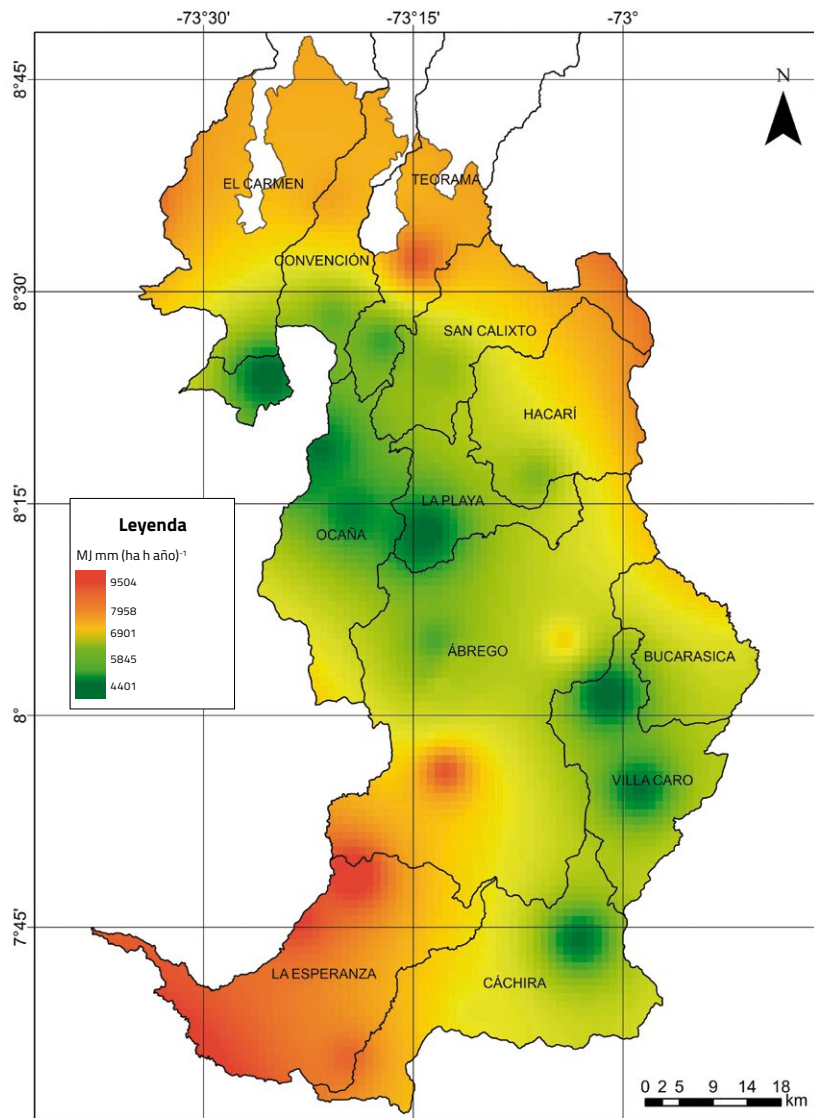 -73°30' -73°15' -73°
8°45'
N
EL CARMEN
TEORAMA
CONVENCIÓN
8°30'
SAN CALIXTO
HACARÍ
8°15'
LA PLAYA
OCAÑA
Leyenda
MJ mm (ha h año)⁻¹
9504
7958
6901
5845
4401
ÁBREGO
BUCARASICA
8°
VILLA CARO
7°45'
LA ESPERANZA
CÁCHIRA
0 2 5 9 14 18
km